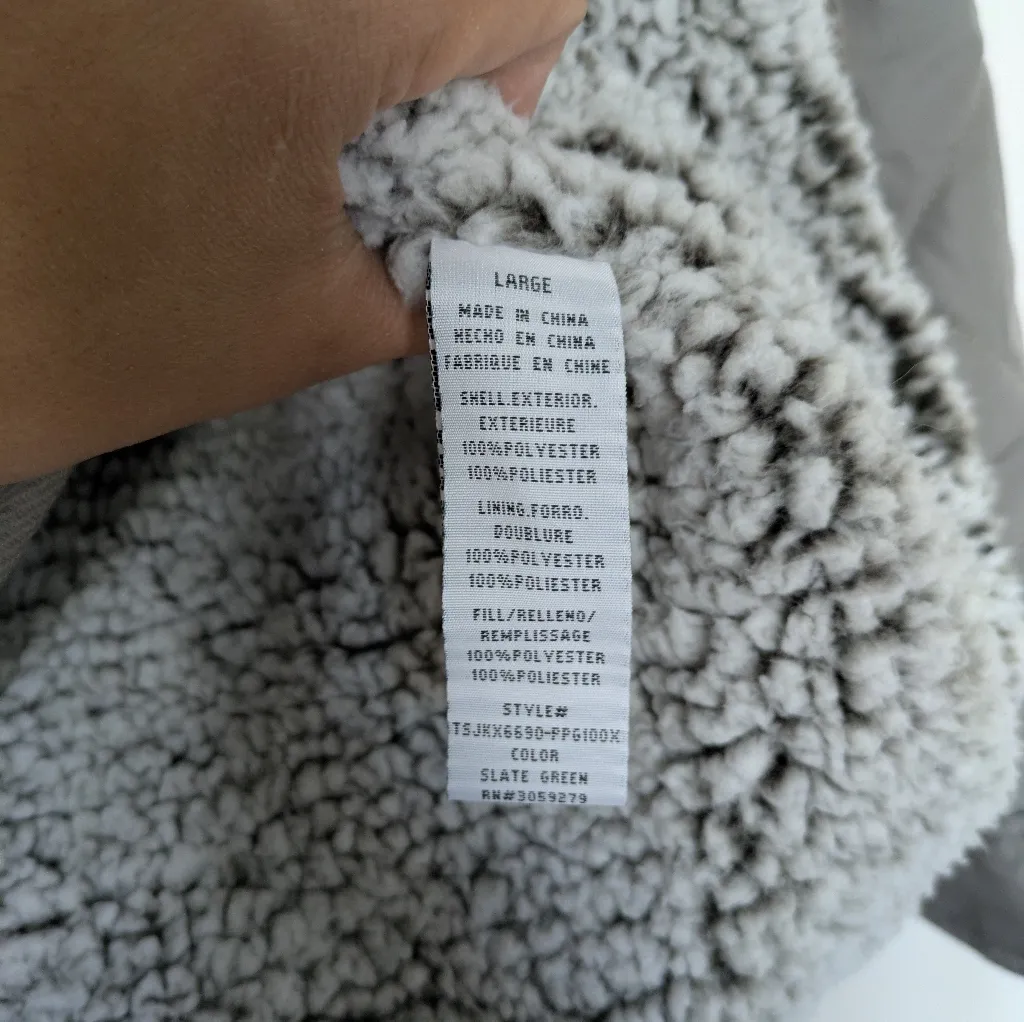 LARGE
MADE IN CHINA
HECHO EN CHINA
FABRIQUE EN CHINE
SHELL.EXTERIOR.
EXTERIEURE
100%POLYESTER
100%POLIESTER
LINING.FORRO.
DOUBLURE
100%POLYESTER
100%POLIESTER
FILL/RELLENO/
REMPLISSAGE
100%POLYESTER
100%POLIESTER
STYLE#
TSJKX6690-PP6100X
COLOR
SLATE GREEN
RN#3059279